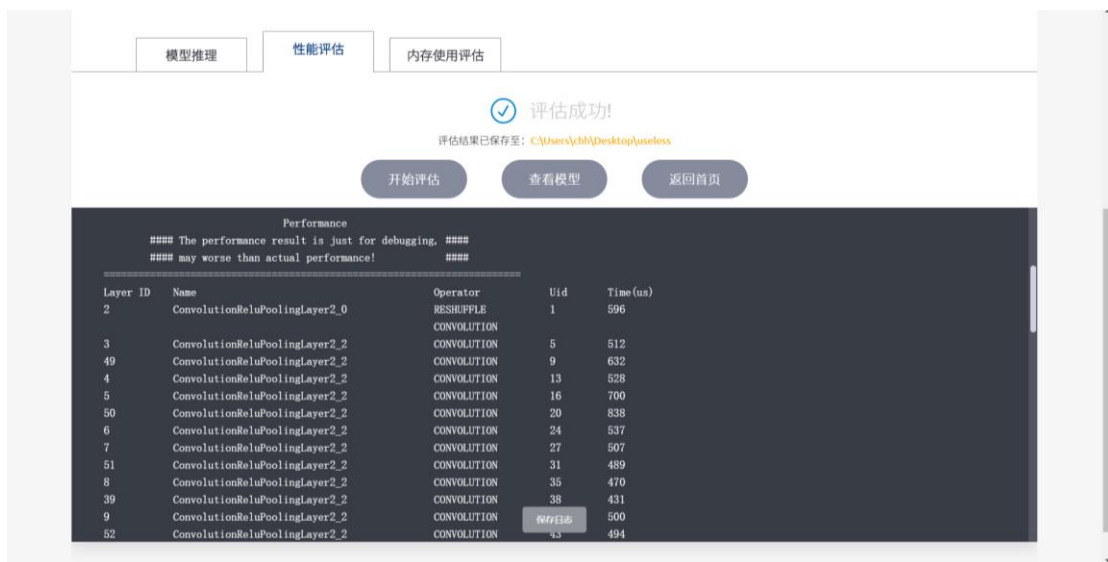 模型推理 性能评估 内存使用评估
评估成功!
评估结果已保存至: C:\Users\chh\Desktop\useless
开始评估 查看模型 返回首页
Performance
#### The performance result is just for debugging, ####
#### may worse than actual performance! ####
Layer ID Name Operator Uid Time(us)
2 ConvolutionReluPoolingLayer2_0 RESHUFFLE 1 596
CONVOLUTION
3 ConvolutionReluPoolingLayer2_2 CONVOLUTION 5 512
49 ConvolutionReluPoolingLayer2_2 CONVOLUTION 9 632
4 ConvolutionReluPoolingLayer2_2 CONVOLUTION 13 528
5 ConvolutionReluPoolingLayer2_2 CONVOLUTION 16 700
50 ConvolutionReluPoolingLayer2_2 CONVOLUTION 20 838
6 ConvolutionReluPoolingLayer2_2 CONVOLUTION 24 537
7 ConvolutionReluPoolingLayer2_2 CONVOLUTION 27 507
51 ConvolutionReluPoolingLayer2_2 CONVOLUTION 31 489
8 ConvolutionReluPoolingLayer2_2 CONVOLUTION 35 470
39 ConvolutionReluPoolingLayer2_2 CONVOLUTION 38 431
9 ConvolutionReluPoolingLayer2_2 CONVOLUTION 保存日志 500
52 ConvolutionReluPoolingLayer2_2 CONVOLUTION 43 494